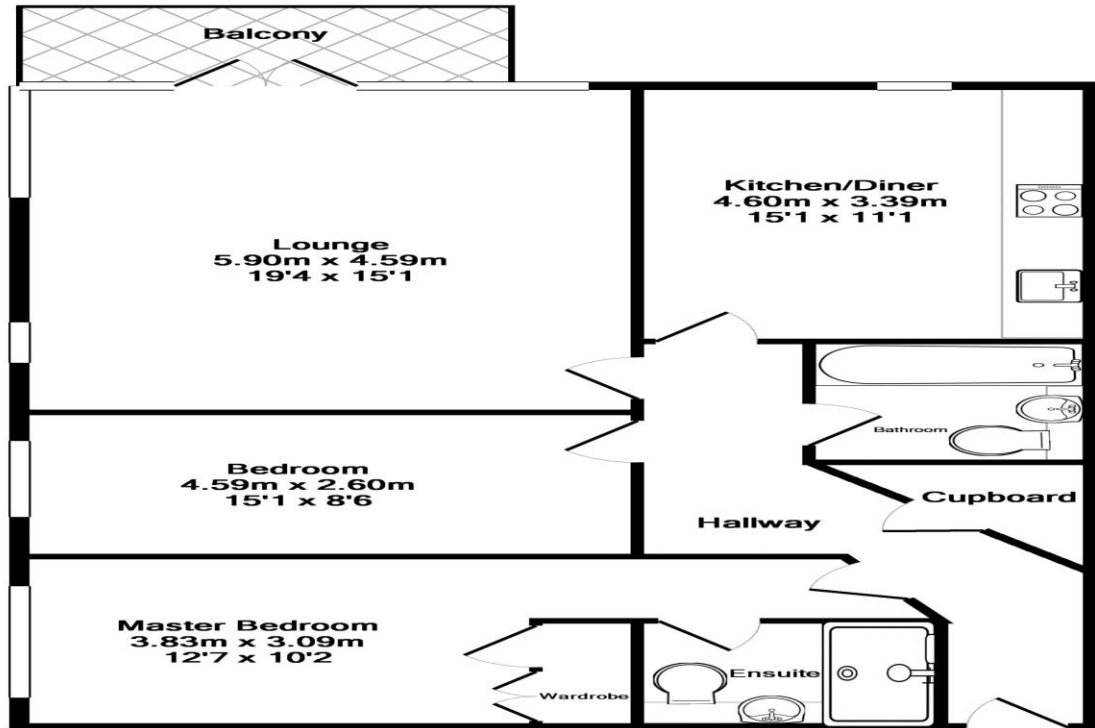 Balcony
Kitchen/Diner
4.60m x 3.39m
15'1 x 11'1
Lounge
5.90m x 4.59m
19'4 x 15'1
Bathroom
Bedroom
4.59m x 2.60m
15'1 x 8'6
Cupboard
Hallway
Master Bedroom
3.83m x 3.09m
12'7 x 10'2
Ensuite
Wardrobe